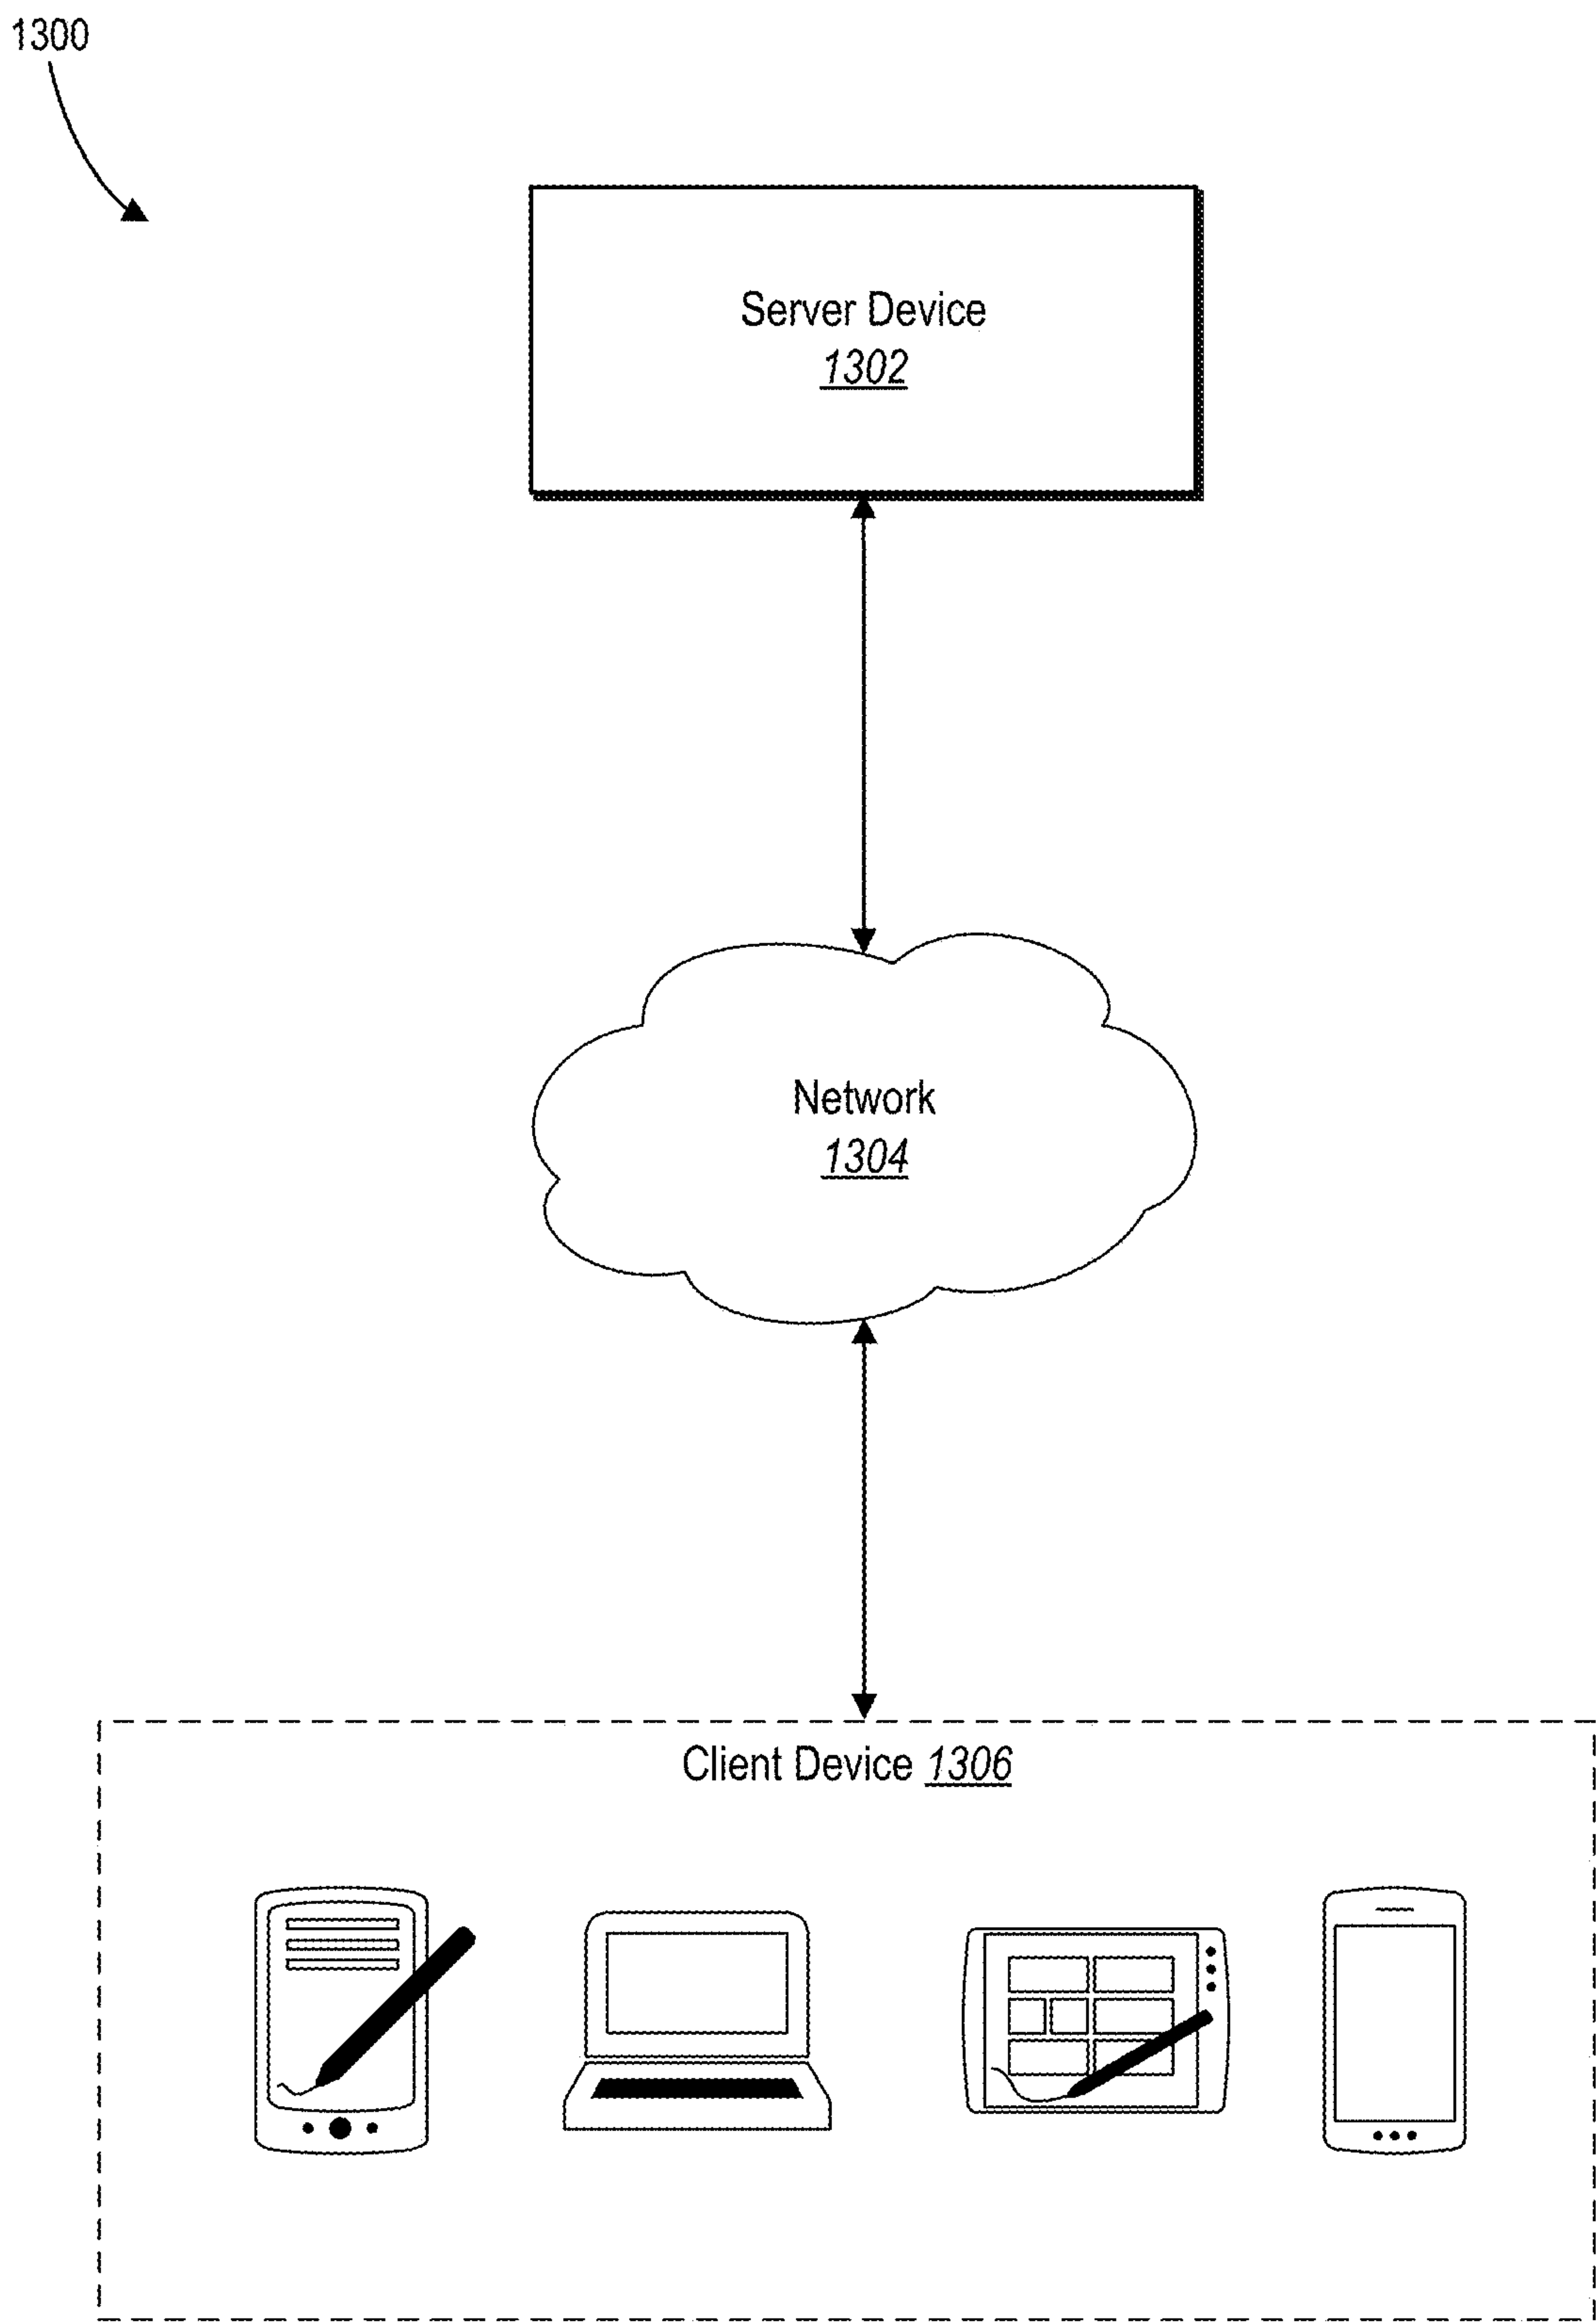 1300
Server Device
1302
Network
1304
Client Device 1306